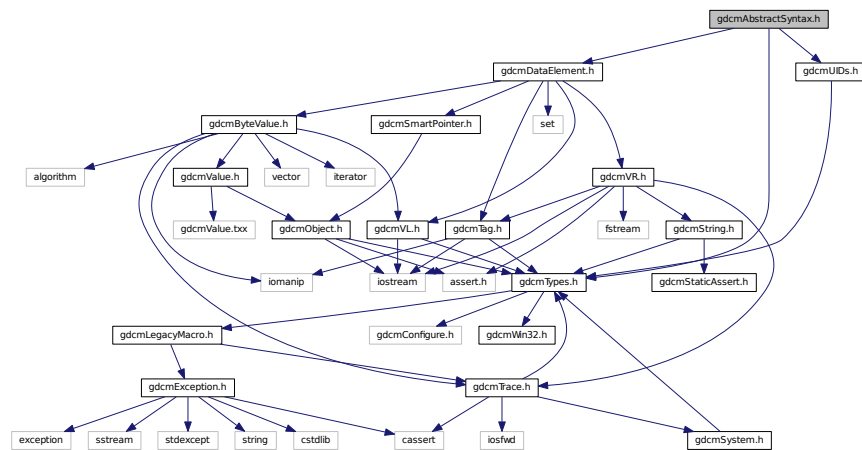 gdcmAbstractSyntax.h
gdcmDataElement.h
gdcmUIDs.h
gdcmByteValue.h
gdcmSmartPointer.h
set
algorithm
gdcmValue.h
vector
iterator
gdcmVR.h
gdcmValue.txx
gdcmObject.h
gdcmVL.h
gdcmTag.h
fstream
gdcmString.h
iomanip
iostream
assert.h
gdcmTypes.h
gdcmStaticAssert.h
gdcmLegacyMacro.h
gdcmConfigure.h
gdcmWin32.h
gdcmException.h
gdcmTrace.h
exception
sstream
stdexcept
string
cstdlib
cassert
iosfwd
gdcmSystem.h